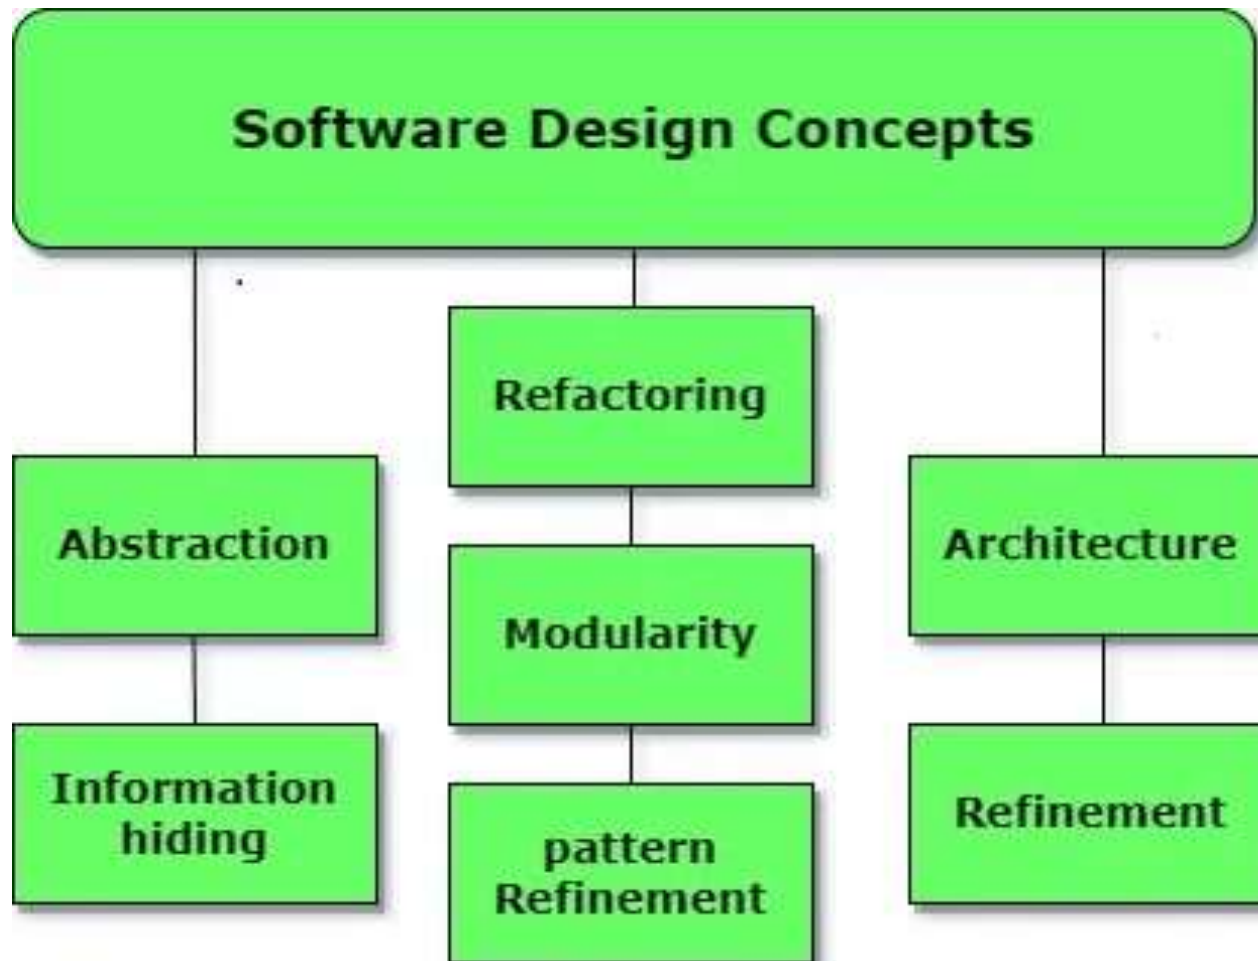 Software Design Concepts
Refactoring
Abstraction
Architecture
Modularity
Information
hiding
Refinement
pattern
Refinement